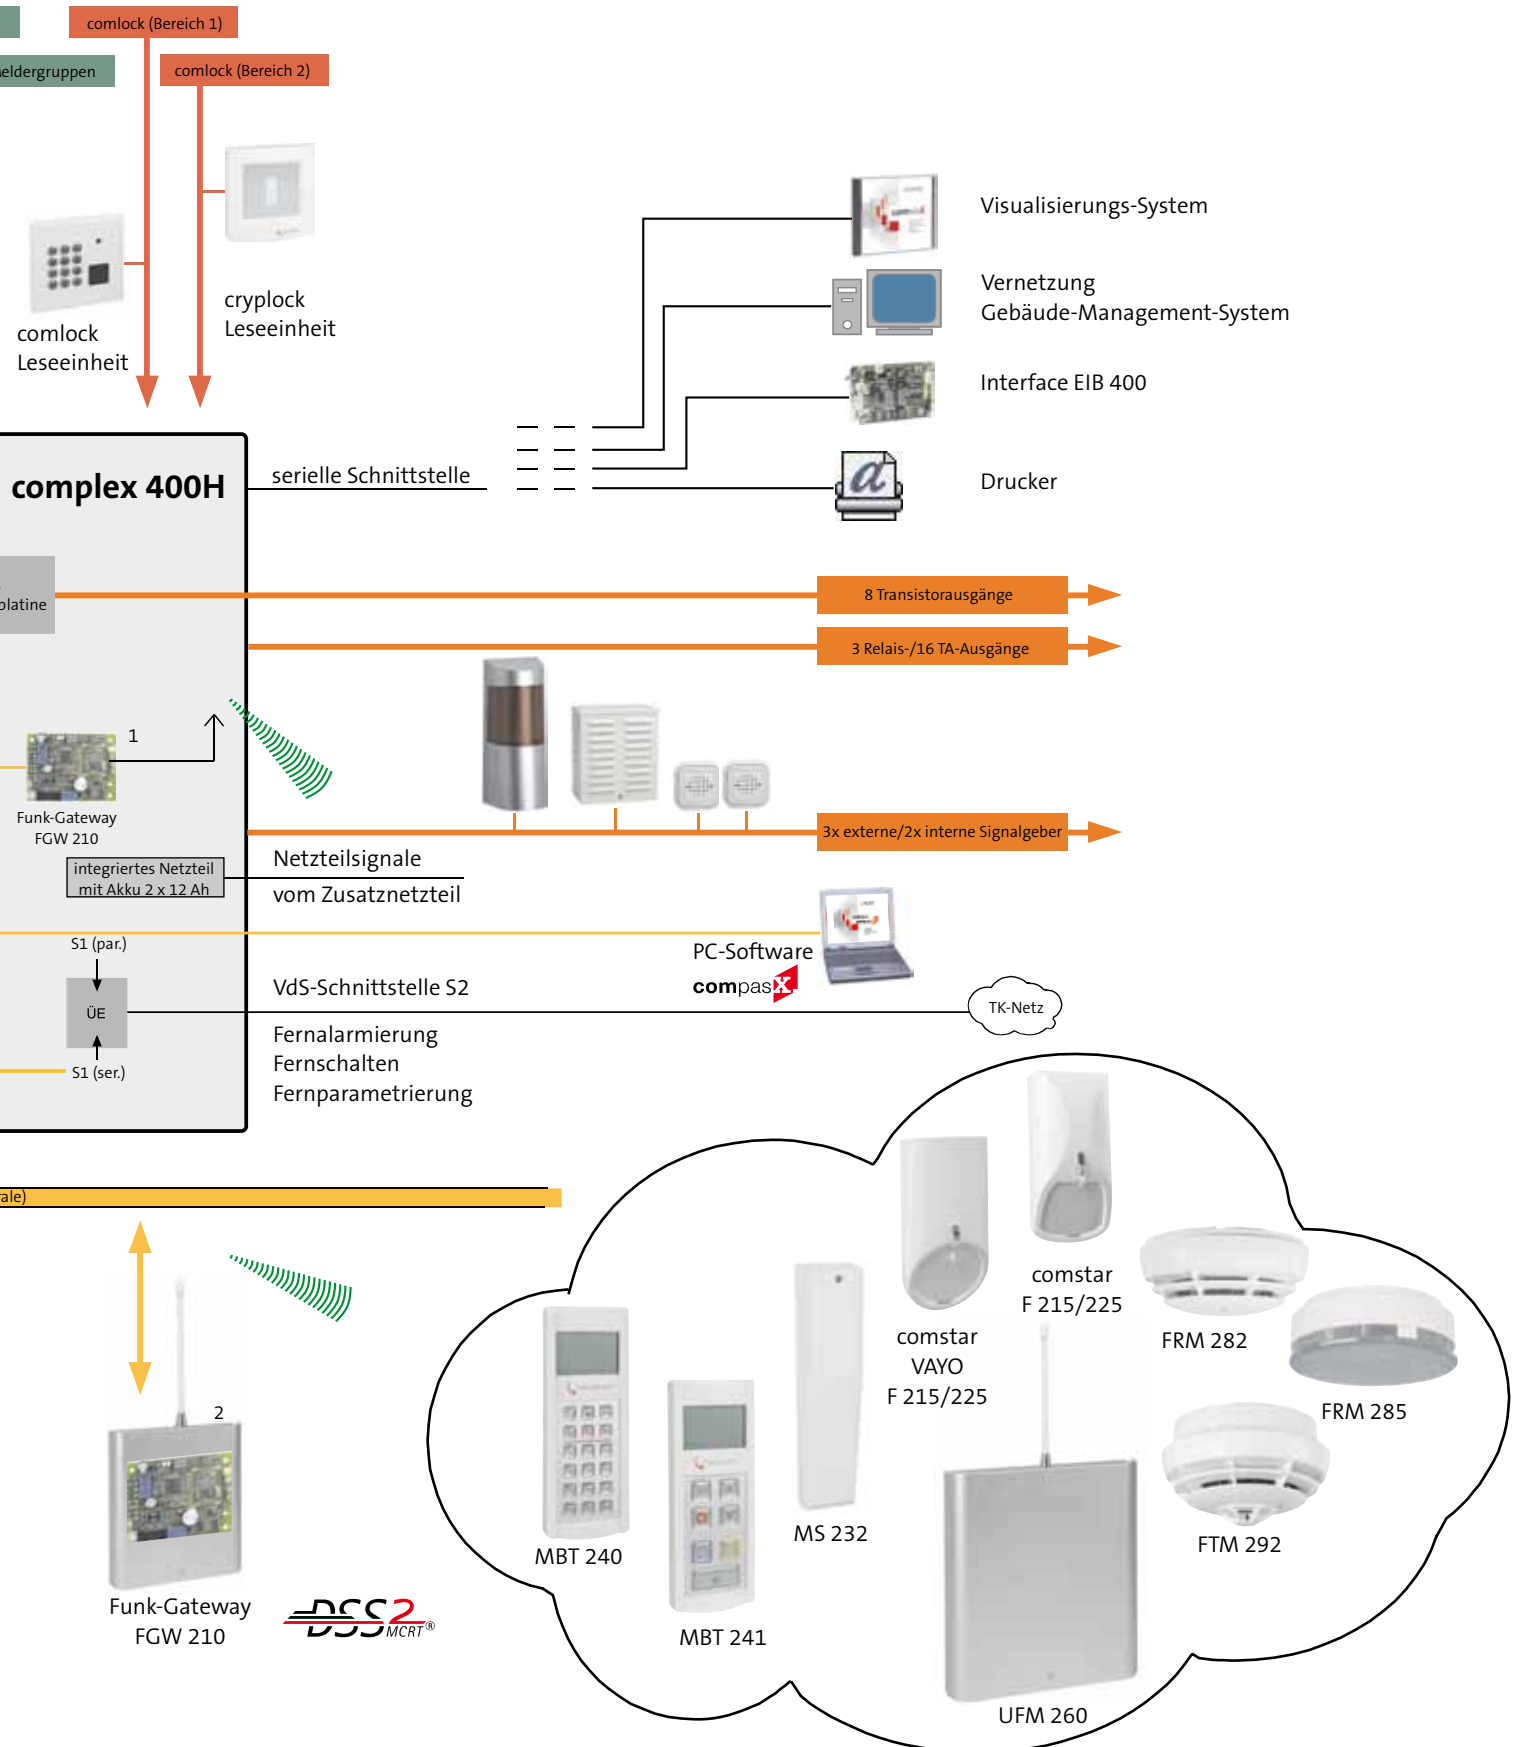 comlock (Bereich 1)
comlock (Bereich 2)
cryplock
Leseeinheit
comlock
Leseeinheit
Visualisierungs-System
Vernetzung
Gebäude-Management-System
Interface EIB 400
Drucker
complex 400H
serielle Schnittstelle
8 Transistorausgänge
3 Relais-/16 TA-Ausgänge
3x externe/2x interne Signalgeber
1
Funk-Gateway
FGW 210
integriertes Netzteil
mit Akku 2 x 12 Ah
Netzteilsignale
vom Zusatznetzteil
S1 (par.)
ÜE
S1 (ser.)
PC-Software
compasX
VdS-Schnittstelle S2
TK-Netz
Fernalarmierung
Fernschalten
Fernparametrierung
2
Funk-Gateway
FGW 210
DSS2
MCRT®
comstar
F 215/225
comstar
VAYO
F 215/225
FRM 282
FRM 285
FTM 292
MS 232
MBT 240
MBT 241
UFM 260